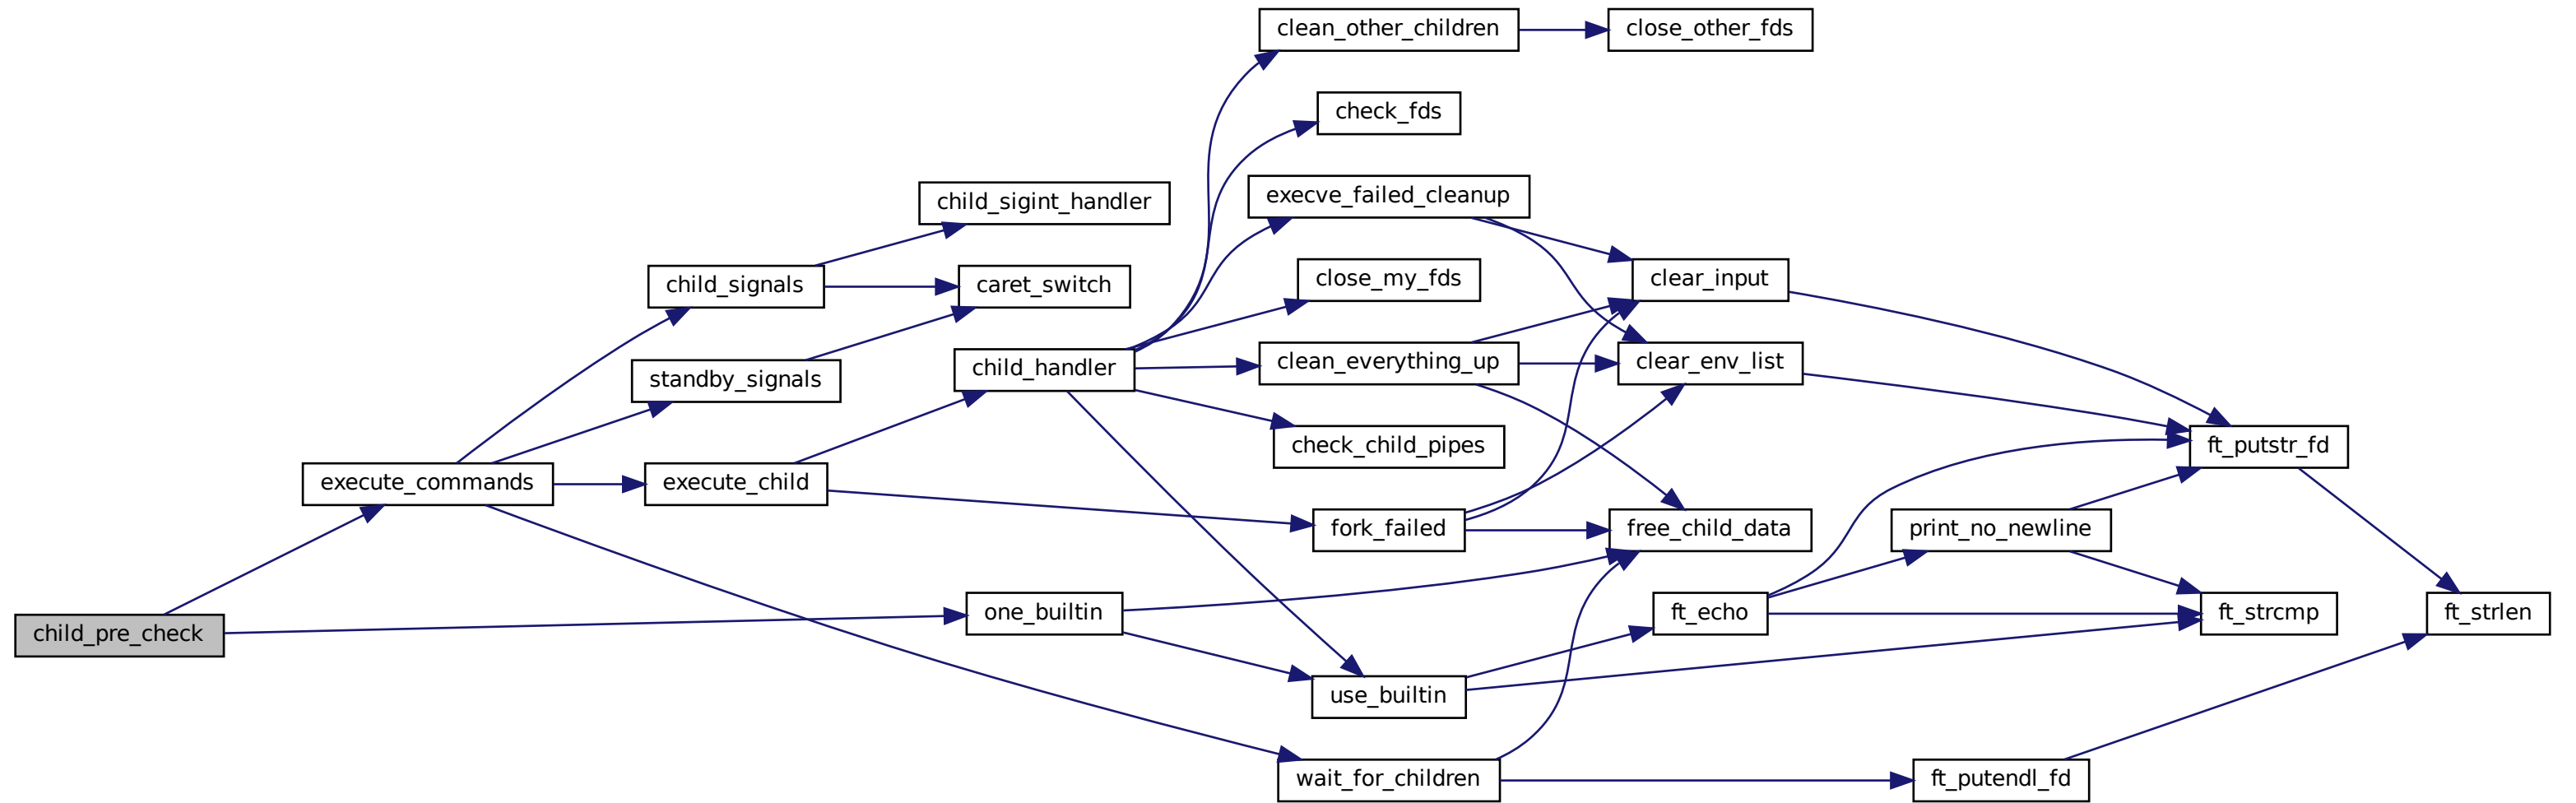 clean_other_children
close_other_fds
check_fds
child_sigint_handler
execve_failed_cleanup
child_signals
caret_switch
close_my_fds
clear_input
standby_signals
child_handler
clean_everything_up
clear_env_list
check_child_pipes
ft_putstr_fd
execute_commands
execute_child
fork_failed
free_child_data
print_no_newline
child_pre_check
one_builtin
ft_echo
ft_strcmp
ft_strlen
use_builtin
wait_for_children
ft_putendl_fd